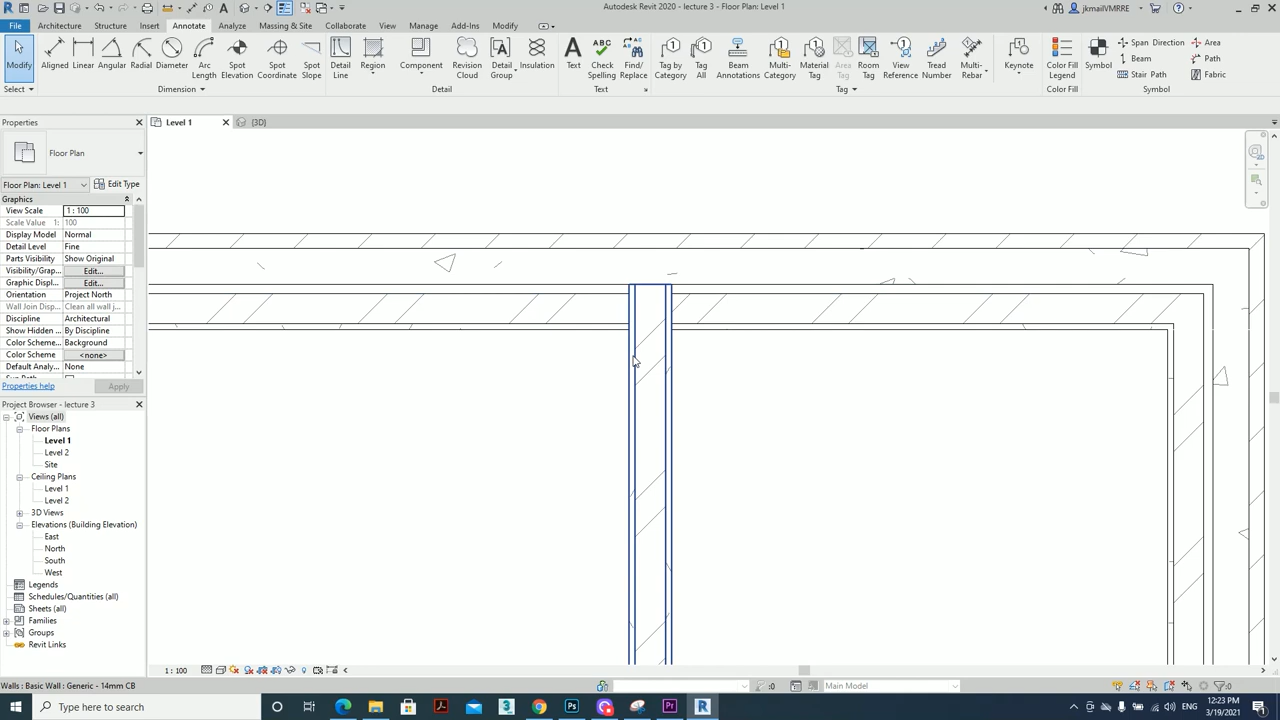 Autodesk Revit 2020 - lecture 3 - Floor Plan: Level 1
jkmailVMRRE
File Architecture Structure Insert Annotate Analyze Massing & Site Collaborate View Manage Add-Ins Modify
Modify Aligned Linear Angular Radial Diameter Arc Length Spot Elevation Spot Coordinate Spot Slope Detail Line Region Component Revision Cloud Detail Group Insulation Text Check Spelling Find/ Replace Tag by Category Tag All Beam Annotations Multi-Category Material Tag Area Tag Room Tag View Reference Tread Number Multi-Rebar Keynote Color Fill Legend Symbol
Span Direction Area
Beam Path
Stair Path Fabric
Select Dimension Detail Text Tag Color Fill Symbol
Properties
Level 1 {3D}
Floor Plan
Floor Plan: Level 1 Edit Type
Graphics
View Scale 1 : 100
Scale Value 1: 100
Display Model Normal
Detail Level Fine
Parts Visibility Show Original
Visibility/Grap... Edit...
Graphic Displ... Edit...
Orientation Project North
Wall Join Disp... Clean all wall j...
Discipline Architectural
Show Hidden ... By Discipline
Color Scheme ... Background
Color Scheme <none>
Default Analy... None
Properties help Apply
Project Browser - lecture 3
Views (all)
Floor Plans
Level 1
Level 2
Site
Ceiling Plans
Level 1
Level 2
3D Views
Elevations (Building Elevation)
East
North
South
West
Legends
Schedules/Quantities (all)
Sheets (all)
Families
Groups
Revit Links
1 : 100
Walls : Basic Wall : Generic - 14mm CB :0 Main Model :0
Type here to search
ENG 12:23 PM
3/19/2021